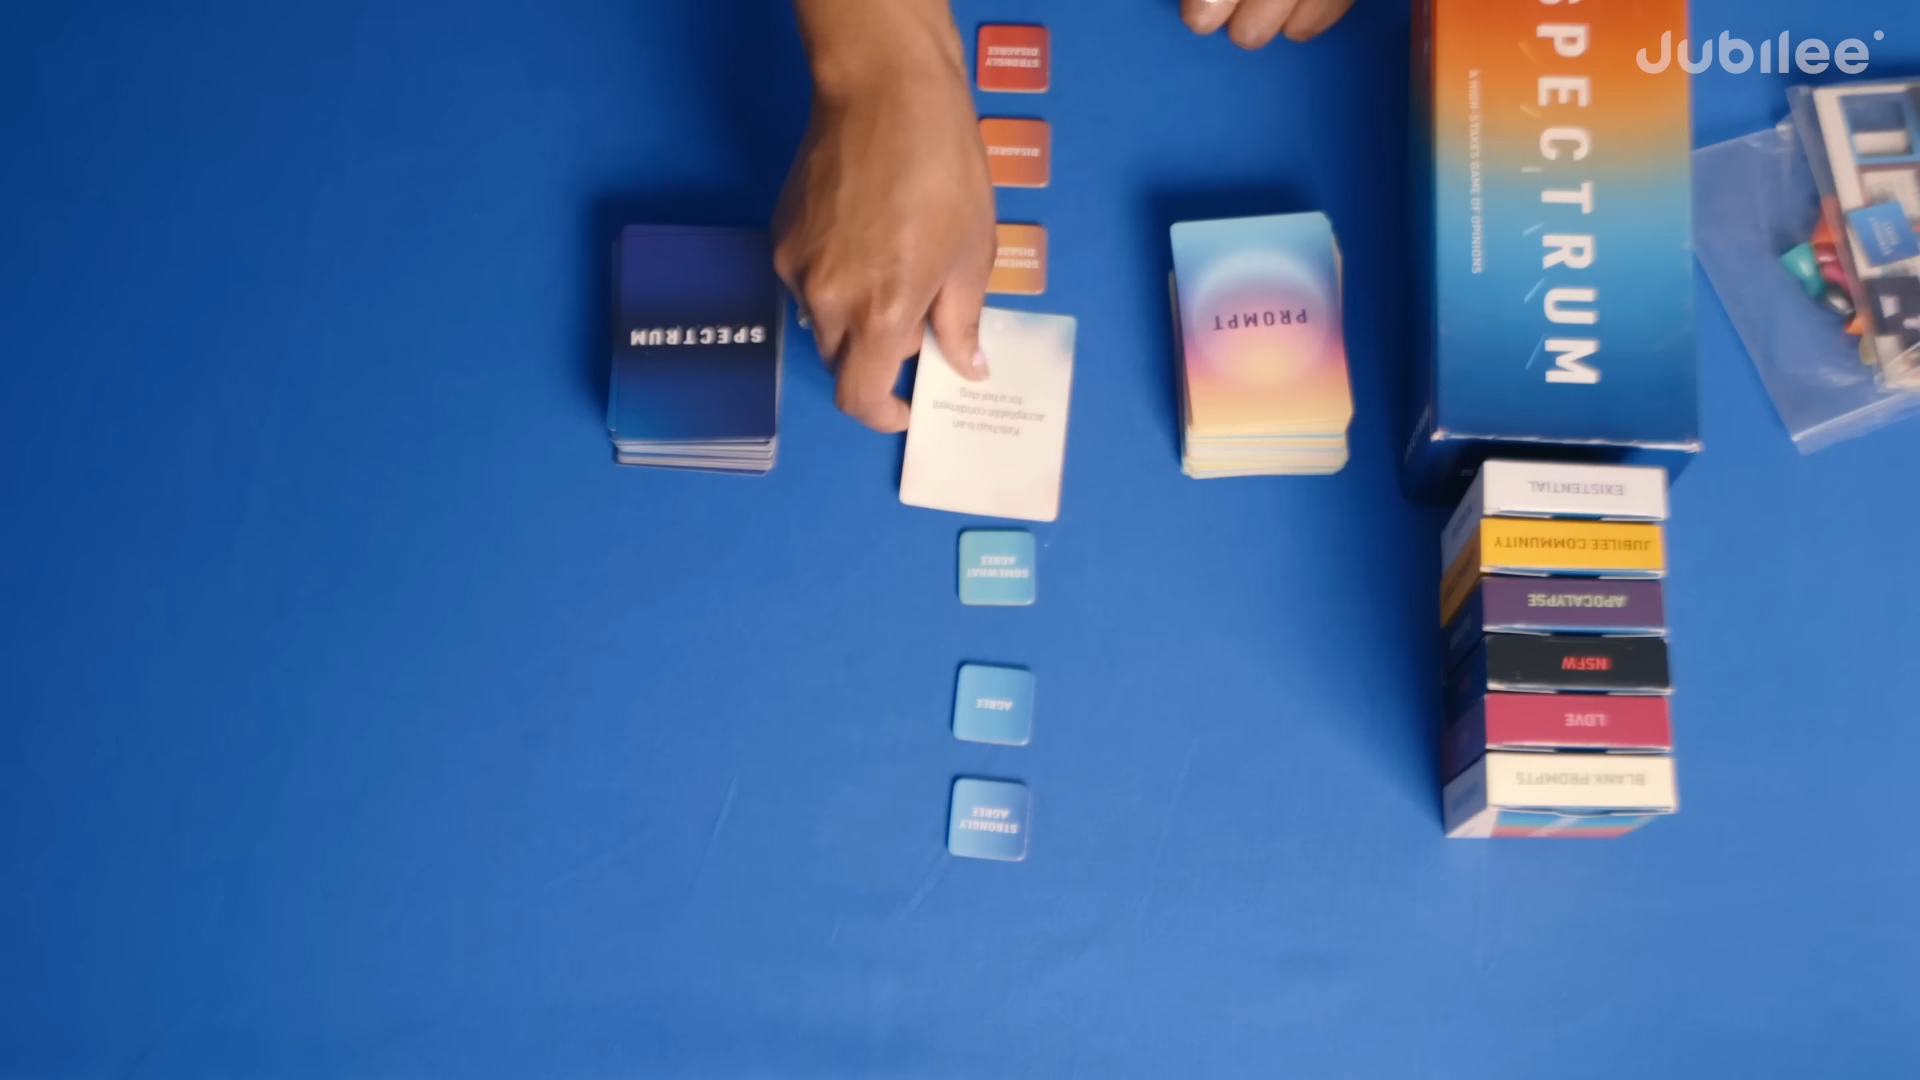 Jubilee
SPECTRUM
A HIGH-STAKES GAME OF OPINIONS
STRONGLY
DISAGREE
DISAGREE
DISAG
SPECTRUM
PROMPT
Ketchup is an
acceptable condiment
for a hot dog
SOMEWHAT
AGREE
AGREE
STRONGLY
AGREE
EXISTENTIAL
JUBILEE COMMUNITY
APOCALYPSE
NSFW
LOVE
BLANK PROMPTS